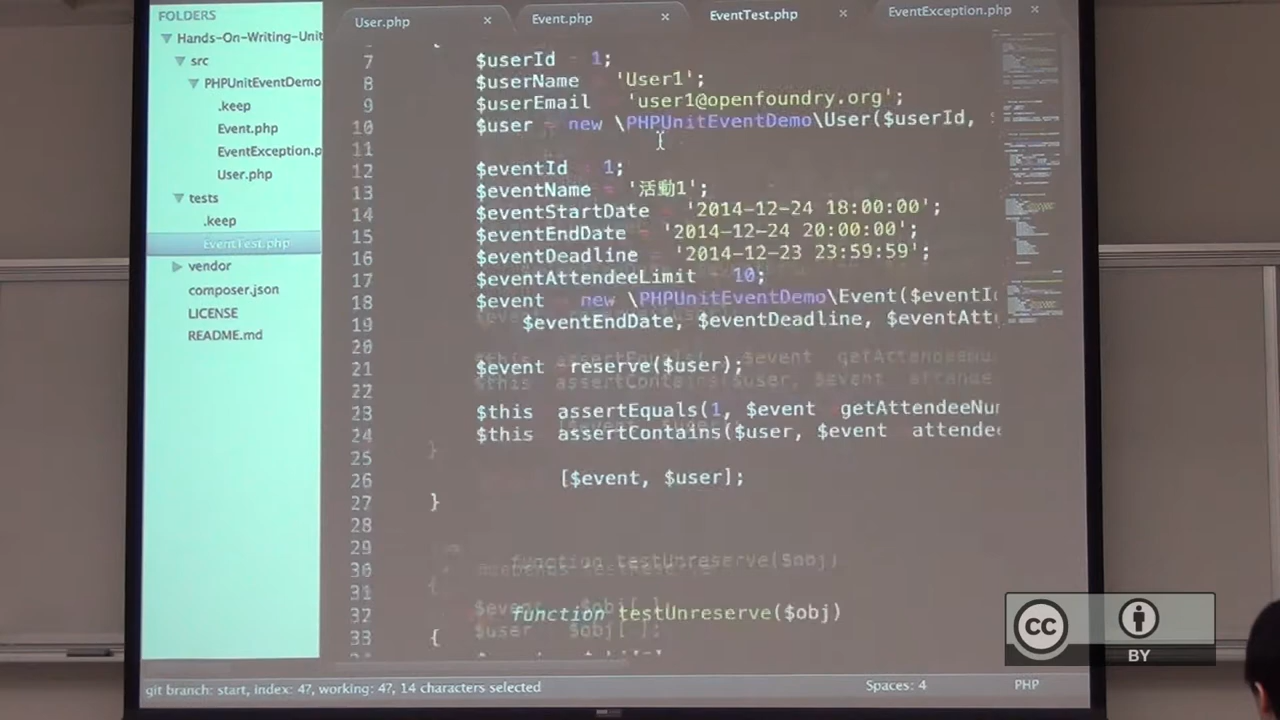 FOLDERS
Hands-On-Writing-Unit
src
PHPUnitEventDemo
.keep
Event.php
EventException.p
User.php
tests
.keep
EventTest.php
vendor
composer.json
LICENSE
README.md
User.php × Event.php × EventTest.php × EventException.php ×
7 $userId = 1;
8 $userName = 'User1';
9 $userEmail = 'user1@openfoundry.org';
10 $user = new \PHPUnitEventDemo\User($userId,
11
12 $eventId = 1;
13 $eventName = '活動1';
14 $eventStartDate = '2014-12-24 18:00:00';
15 $eventEndDate = '2014-12-24 20:00:00';
16 $eventDeadline = '2014-12-23 23:59:59';
17 $eventAttendeeLimit = 10;
18 $event = new \PHPUnitEventDemo\Event($eventId
19 $eventEndDate, $eventDeadline, $eventAtt
20
21 $event reserve($user);
22
23 $this assertEquals(1, $event getAttendeeNu
24 $this assertContains($user, $event attendee
25
26 [$event, $user];
27 }
28
29
30
31
32 function testUnreserve($obj)
33 {
git branch: start, index: 4?, working: 4?, 14 characters selected
Spaces: 4
PHP
CC
BY